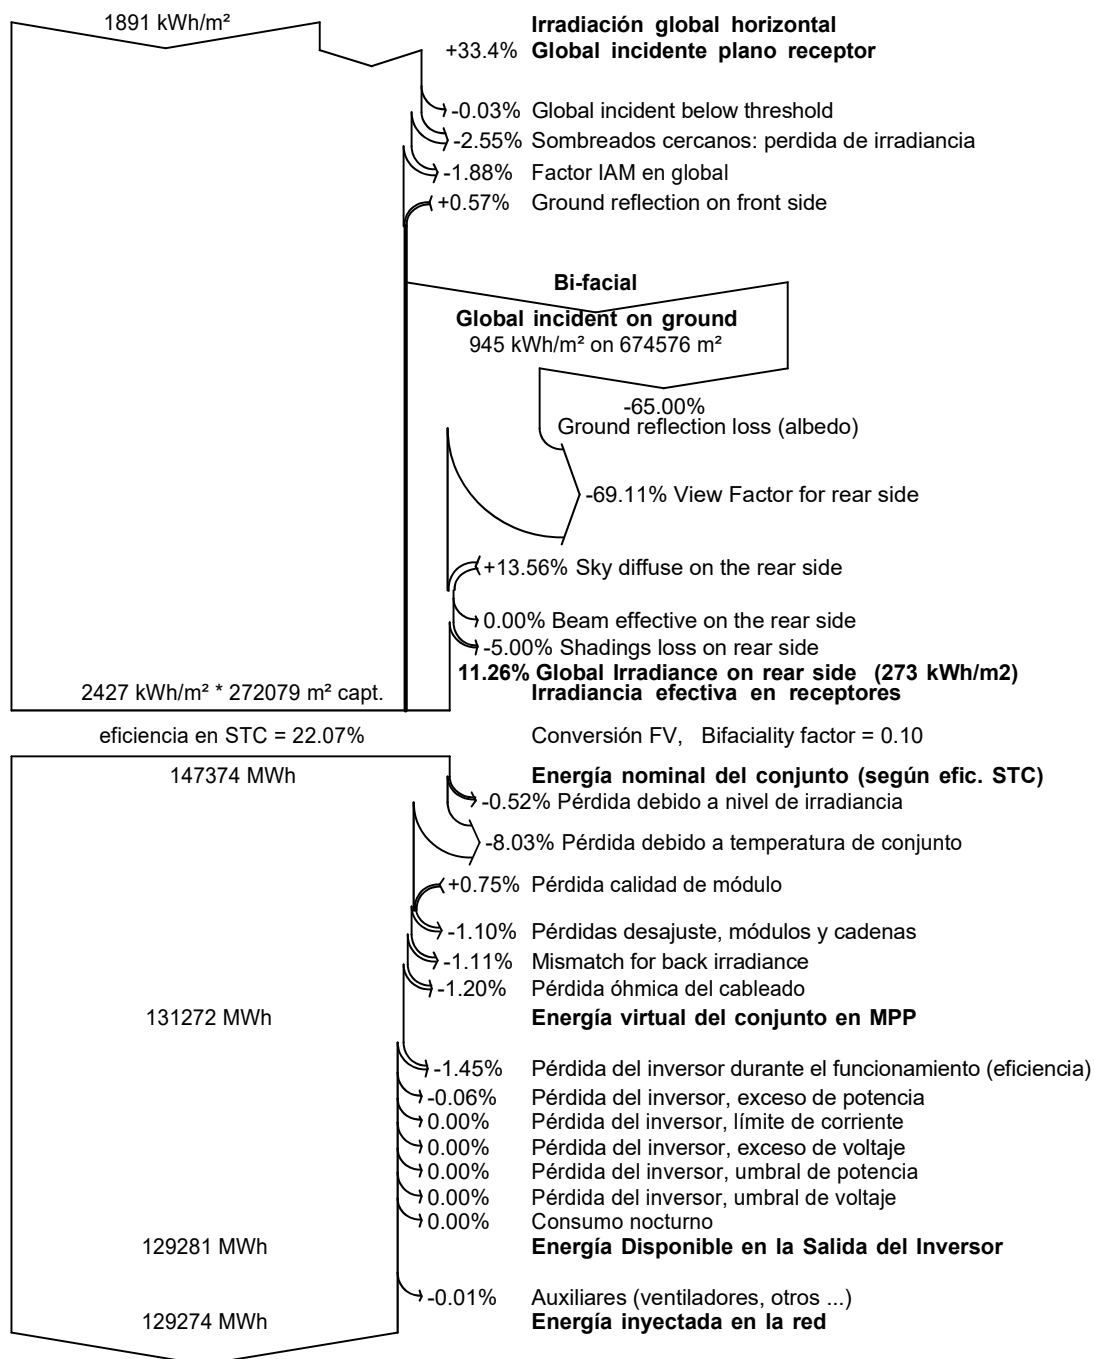 1891 kWh/m² Irradiación global horizontal
+33.4% Global incidente plano receptor
-0.03% Global incident below threshold
-2.55% Sombreados cercanos: perdida de irradiancia
-1.88% Factor IAM en global
+0.57% Ground reflection on front side
Bi-facial
Global incident on ground
945 kWh/m² on 674576 m²
-65.00%
Ground reflection loss (albedo)
-69.11% View Factor for rear side
+13.56% Sky diffuse on the rear side
0.00% Beam effective on the rear side
-5.00% Shadings loss on rear side
11.26% Global Irradiance on rear side (273 kWh/m2)
2427 kWh/m² * 272079 m² capt. Irradiancia efectiva en receptores
eficiencia en STC = 22.07% Conversión FV, Bifaciality factor = 0.10
147374 MWh Energía nominal del conjunto (según efic. STC)
-0.52% Pérdida debido a nivel de irradiancia
-8.03% Pérdida debido a temperatura de conjunto
+0.75% Pérdida calidad de módulo
-1.10% Pérdidas desajuste, módulos y cadenas
-1.11% Mismatch for back irradiance
-1.20% Pérdida óhmica del cableado
131272 MWh Energía virtual del conjunto en MPP
-1.45% Pérdida del inversor durante el funcionamiento (eficiencia)
-0.06% Pérdida del inversor, exceso de potencia
0.00% Pérdida del inversor, límite de corriente
0.00% Pérdida del inversor, exceso de voltaje
0.00% Pérdida del inversor, umbral de potencia
0.00% Pérdida del inversor, umbral de voltaje
0.00% Consumo nocturno
129281 MWh Energía Disponible en la Salida del Inversor
-0.01% Auxiliares (ventiladores, otros ...)
129274 MWh Energía inyectada en la red